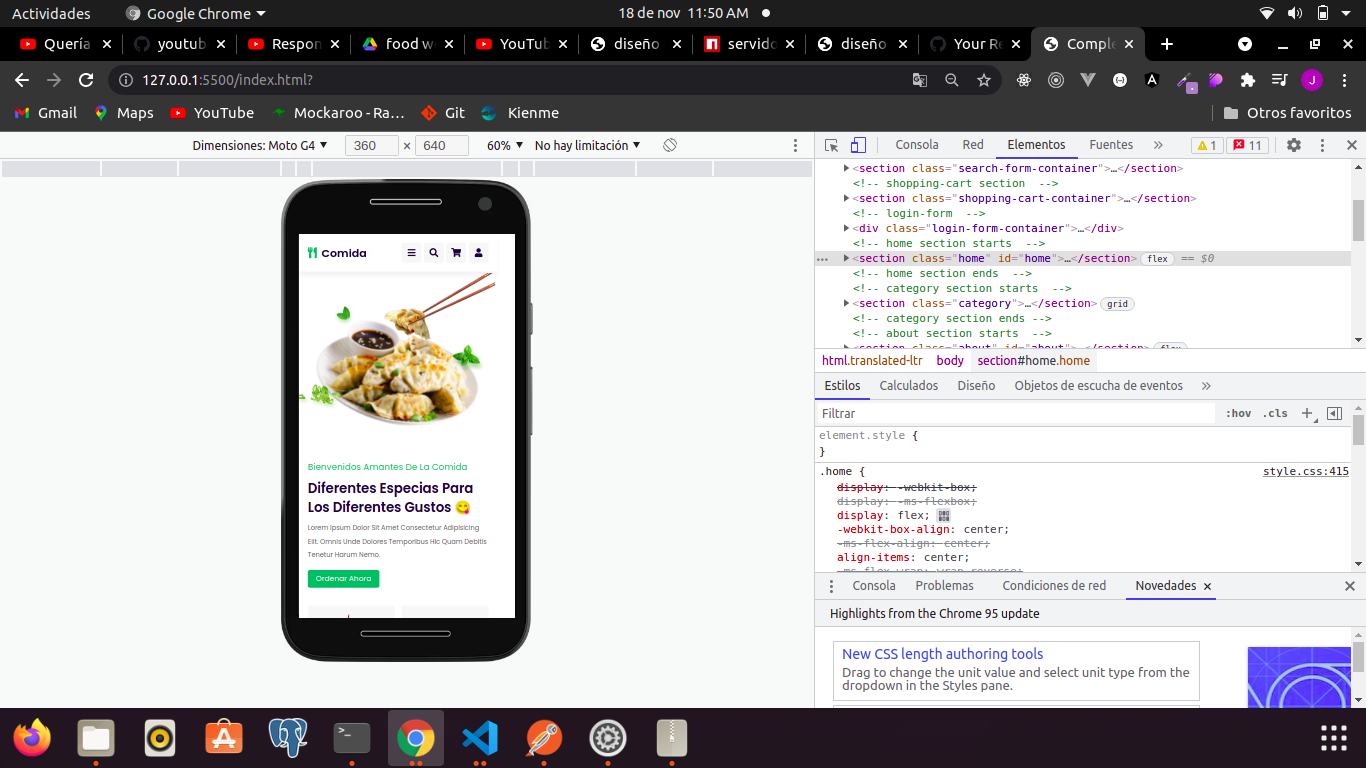 Actividades
Google Chrome
18 de nov 11:50 AM
Quería
youtub
Respon
food w
YouTub
diseño
servido
diseño
Your Re
Comple
127.0.0.1:5500/index.html?
J
Gmail
Maps
YouTube
Mockaroo - Ra…
Git
Kienme
Otros favoritos
Dimensiones: Moto G4
360 × 640
60%
No hay limitación
Consola
Red
Elementos
Fuentes
1
11
Comida
Bienvenidos Amantes De La Comida
Diferentes Especias Para
Los Diferentes Gustos 😋
Lorem Ipsum Dolor Sit Amet Consectetur Adipisicing
Elit. Omnis Unde Dolores Temporibus Hic Quam Debitis
Tenetur Harum Nemo.
Ordenar Ahora
<section class="search-form-container">…</section>
<!-- shopping-cart section -->
<section class="shopping-cart-container">…</section>
<!-- login-form -->
<div class="login-form-container">…</div>
<!-- home section starts -->
<section class="home" id="home">…</section> flex == $0
<!-- home section ends -->
<!-- category section starts -->
<section class="category">…</section> grid
<!-- category section ends -->
<!-- about section starts -->
<section class="about" id="about">…</section> flex
html.translated-ltr body section#home.home
Estilos
Calculados
Diseño
Objetos de escucha de eventos
Filtrar
:hov .cls
element.style {
}
.home { style.css:415
display: -webkit-box;
display: -ms-flexbox;
display: flex;
-webkit-box-align: center;
-ms-flex-align: center;
align-items: center;
-ms-flex-wrap: wrap-reverse;
Consola
Problemas
Condiciones de red
Novedades
Highlights from the Chrome 95 update
New CSS length authoring tools
Drag to change the unit value and select unit type from the
dropdown in the Styles pane.